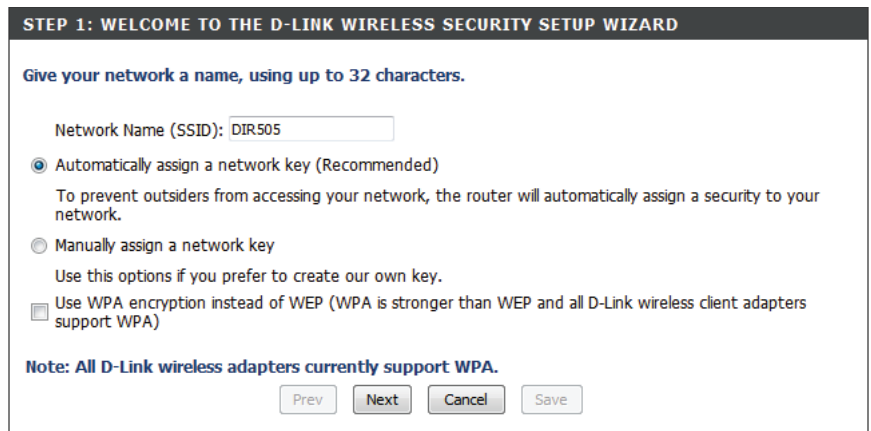 STEP 1: WELCOME TO THE D-LINK WIRELESS SECURITY SETUP WIZARD
Give your network a name, using up to 32 characters.
Network Name (SSID): DIR505
Automatically assign a network key (Recommended)
To prevent outsiders from accessing your network, the router will automatically assign a security to your
network.
Manually assign a network key
Use this options if you prefer to create our own key.
Use WPA encryption instead of WEP (WPA is stronger than WEP and all D-Link wireless client adapters
support WPA)
Note: All D-Link wireless adapters currently support WPA.
Prev Next Cancel Save